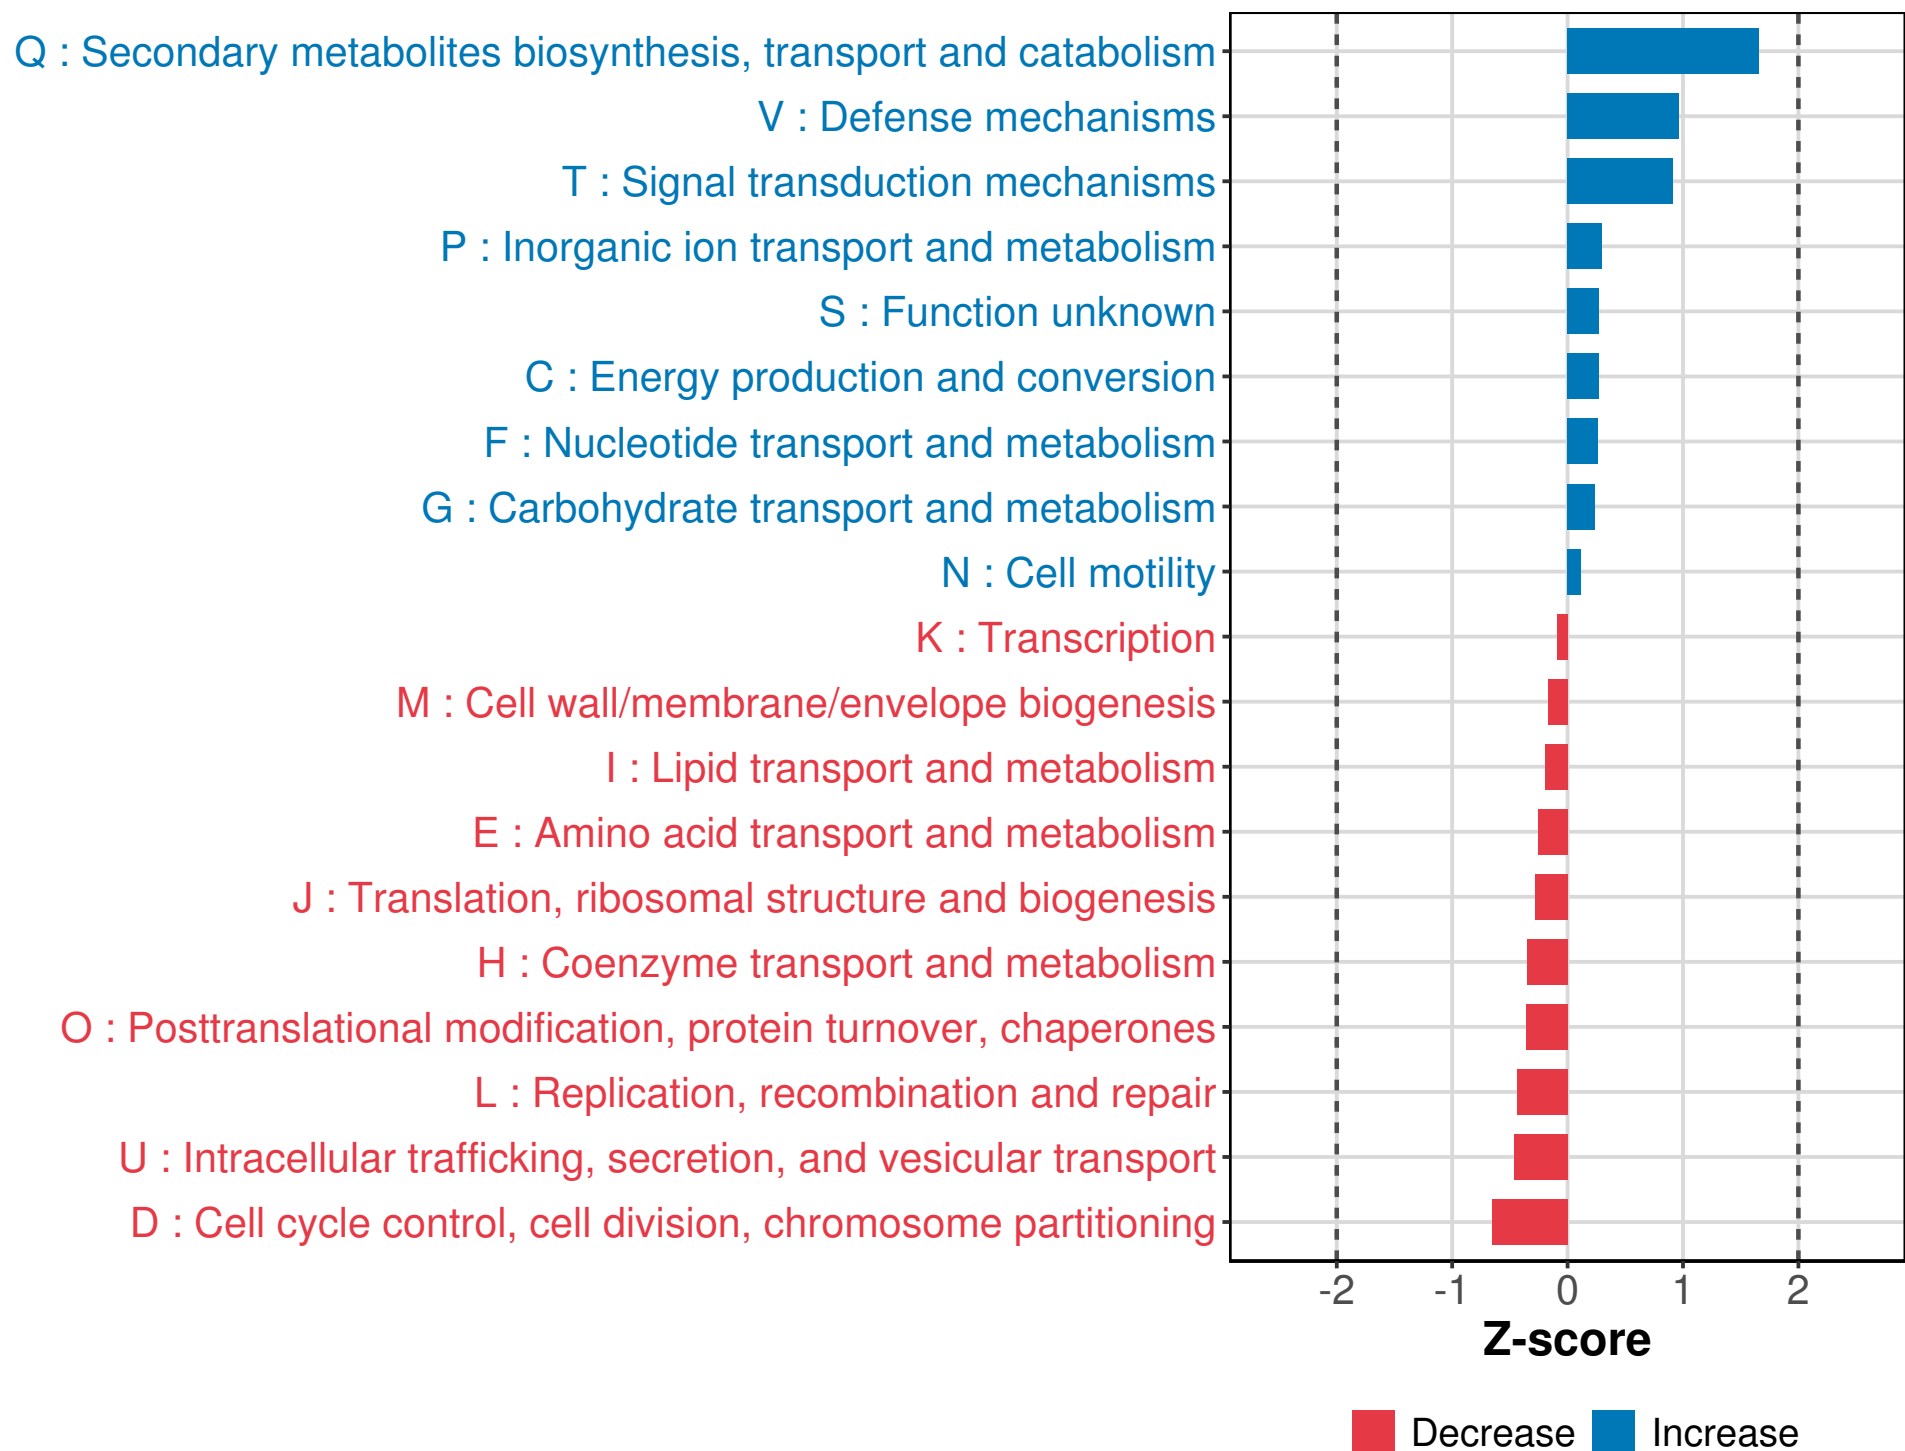 Q : Secondary metabolites biosynthesis, transport and catabolism
V : Defense mechanisms
T : Signal transduction mechanisms
P : Inorganic ion transport and metabolism
S : Function unknown
C : Energy production and conversion
F : Nucleotide transport and metabolism
G : Carbohydrate transport and metabolism
N : Cell motility
K : Transcription
M : Cell wall/membrane/envelope biogenesis
I : Lipid transport and metabolism
E : Amino acid transport and metabolism
J : Translation, ribosomal structure and biogenesis
H : Coenzyme transport and metabolism
O : Posttranslational modification, protein turnover, chaperones
L : Replication, recombination and repair
U : Intracellular trafficking, secretion, and vesicular transport
D : Cell cycle control, cell division, chromosome partitioning
-2 -1 0 1 2
Z-score
Decrease Increase